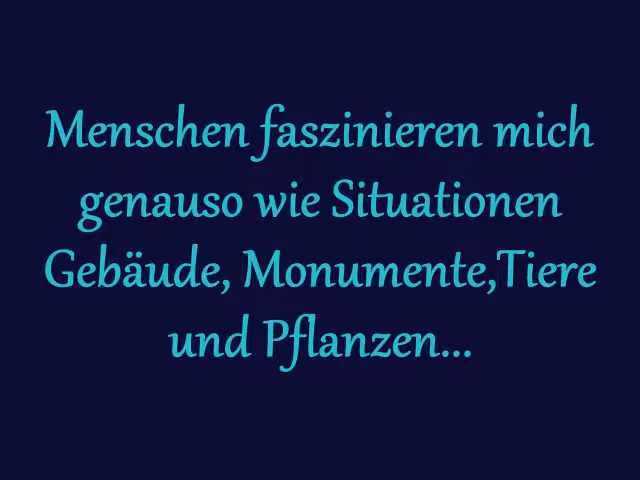 Menschen faszinieren mich
genauso wie Situationen
Gebäude, Monumente,Tiere
und Pflanzen...